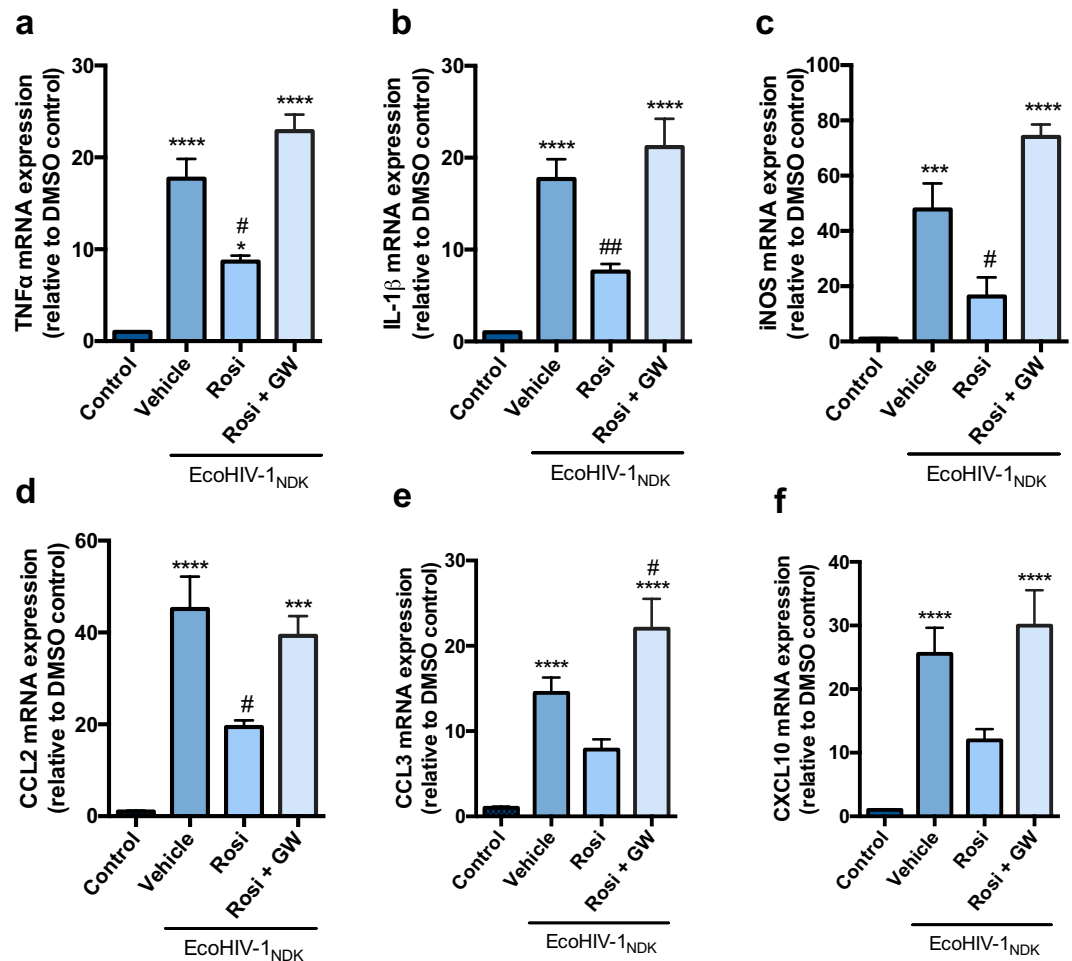 a
TNFα mRNA expression
(relative to DMSO control)
30
20
10
0
****
#
*
****
Control
Vehicle
Rosi
Rosi + GW
EcoHIV-1NDK
b
IL-1β mRNA expression
(relative to DMSO control)
30
20
10
0
****
##
****
Control
Vehicle
Rosi
Rosi + GW
EcoHIV-1NDK
c
iNOS mRNA expression
(relative to DMSO control)
100
80
60
40
20
0
***
#
****
Control
Vehicle
Rosi
Rosi + GW
EcoHIV-1NDK
d
CCL2 mRNA expression
(relative to DMSO control)
60
40
20
0
****
#
***
Control
Vehicle
Rosi
Rosi + GW
EcoHIV-1NDK
e
CCL3 mRNA expression
(relative to DMSO control)
30
20
10
0
****
#
****
Control
Vehicle
Rosi
Rosi + GW
EcoHIV-1NDK
f
CXCL10 mRNA expression
(relative to DMSO control)
40
30
20
10
0
****
****
Control
Vehicle
Rosi
Rosi + GW
EcoHIV-1NDK